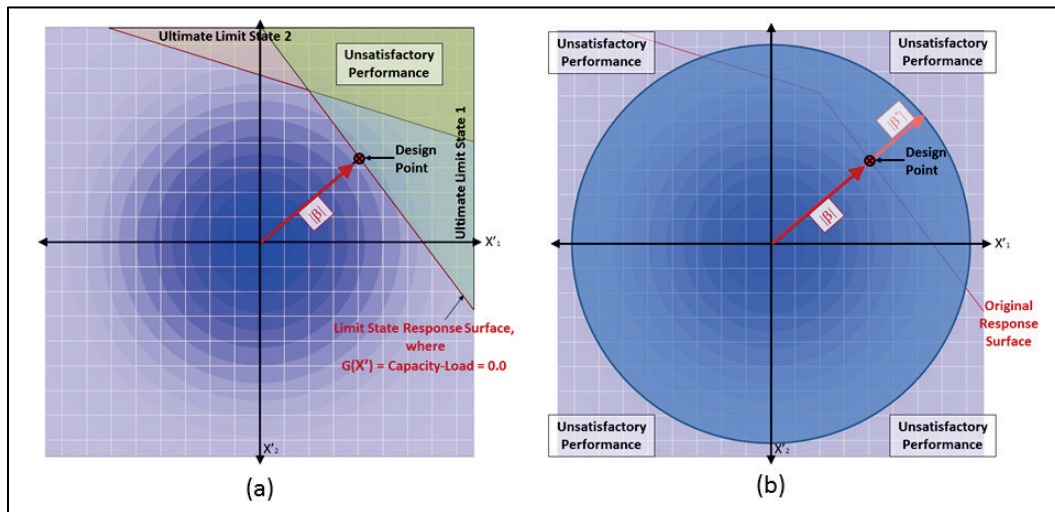 Ultimate Limit State 2
Unsatisfactory
Performance
Ultimate Limit State 1
Design
Point
|β|
X'₁
Limit State Response Surface,
where
G(X') = Capacity-Load = 0.0
X'₂
(a)
Unsatisfactory
Performance
Unsatisfactory
Performance
|β*|
Design
Point
|β|
X'₁
Original
Response
Surface
Unsatisfactory
Performance
Unsatisfactory
Performance
X'₂
(b)